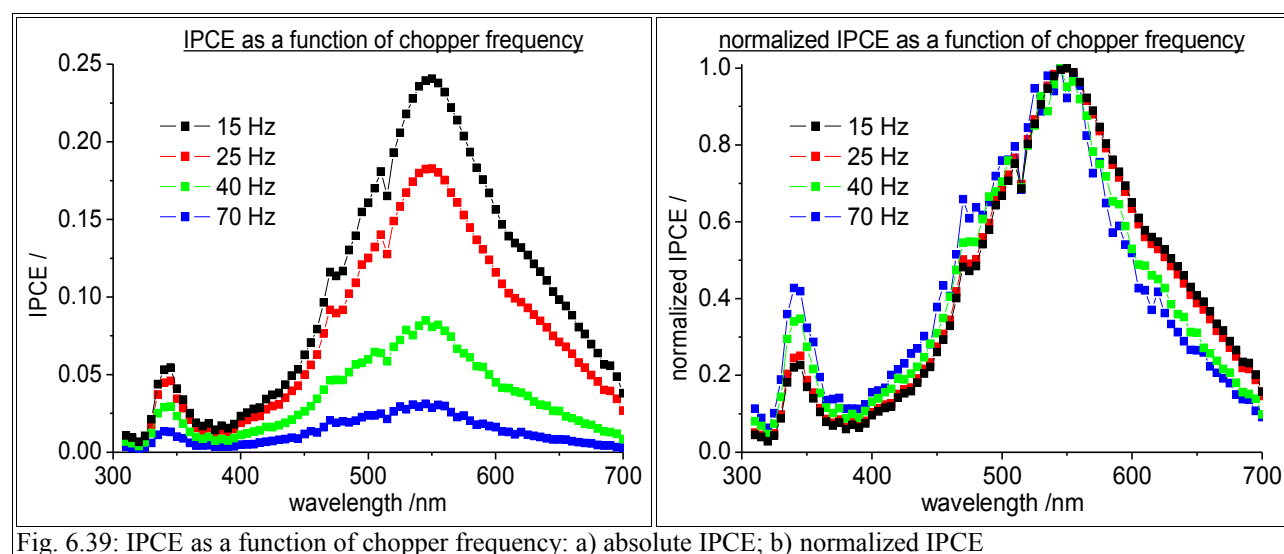 IPCE as a function of chopper frequency
0.25
0.20
0.15
0.10
0.05
0.00
IPCE /
15 Hz
25 Hz
40 Hz
70 Hz
300 400 500 600 700
wavelength /nm
normalized IPCE as a function of chopper frequency
1.0
0.8
0.6
0.4
0.2
0.0
normalized IPCE /
15 Hz
25 Hz
40 Hz
70 Hz
300 400 500 600 700
wavelength /nm
Fig. 6.39: IPCE as a function of chopper frequency: a) absolute IPCE; b) normalized IPCE